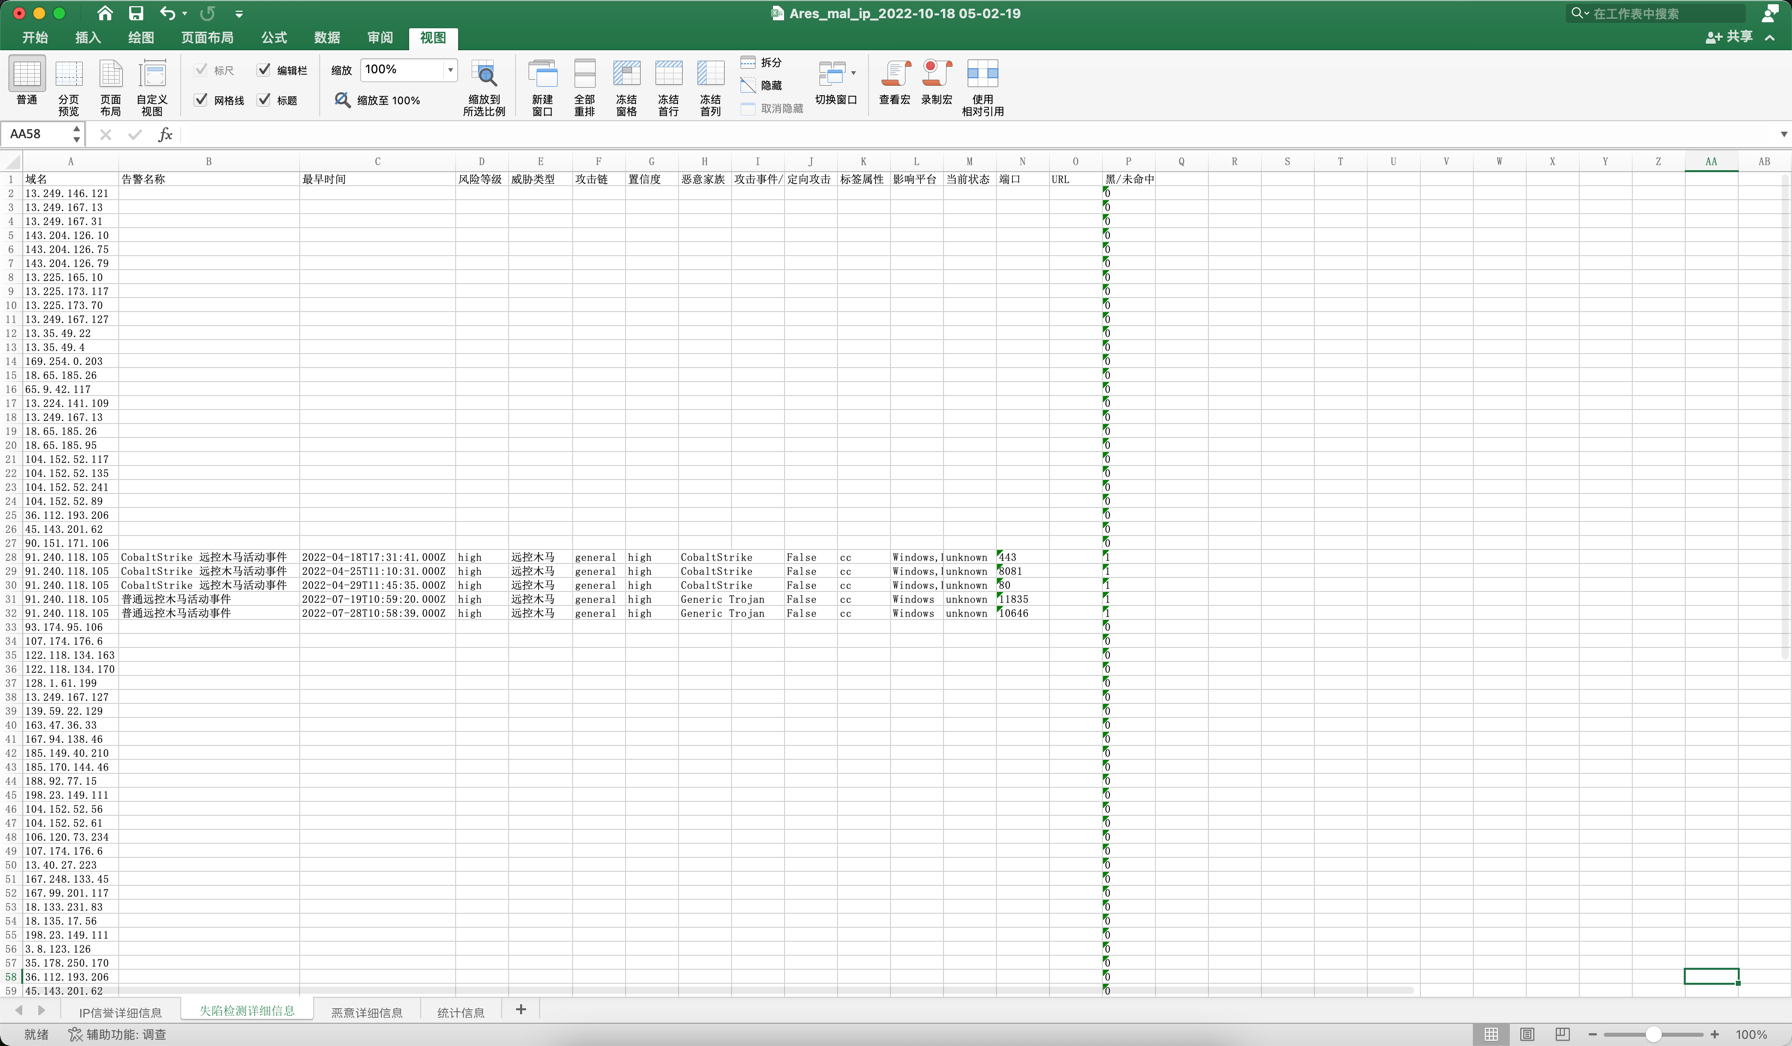 Ares_mal_ip_2022-10-18 05-02-19
在工作表中搜索
开始 插入 绘图 页面布局 公式 数据 审阅 视图
共享
普通
分页预览
页面布局
自定义视图
标尺 编辑栏
网格线 标题
缩放 100%
缩放至 100%
缩放到所选比例
新建窗口
全部重排
冻结窗格
冻结首行
冻结首列
拆分
隐藏
取消隐藏
切换窗口
查看宏
录制宏
使用相对引用
AA58 fx
A B C D E F G H I J K L M N O P Q R S T U V W X Y Z AA AB
1 域名 告警名称 最早时间 风险等级 威胁类型 攻击链 置信度 恶意家族 攻击事件/ 定向攻击 标签属性 影响平台 当前状态 端口 URL 黑/未命中
2 13.249.146.121 0
3 13.249.167.13 0
4 13.249.167.31 0
5 143.204.126.10 0
6 143.204.126.75 0
7 143.204.126.79 0
8 13.225.165.10 0
9 13.225.173.117 0
10 13.225.173.70 0
11 13.249.167.127 0
12 13.35.49.22 0
13 13.35.49.4 0
14 169.254.0.203 0
15 18.65.185.26 0
16 65.9.42.117 0
17 13.224.141.109 0
18 13.249.167.13 0
19 18.65.185.26 0
20 18.65.185.95 0
21 104.152.52.117 0
22 104.152.52.135 0
23 104.152.52.241 0
24 104.152.52.89 0
25 36.112.193.206 0
26 45.143.201.62 0
27 90.151.171.106 0
28 91.240.118.105 CobaltStrike 远控木马活动事件 2022-04-18T17:31:41.000Z high 远控木马 general high CobaltStrike False cc Windows, unknown 443 1
29 91.240.118.105 CobaltStrike 远控木马活动事件 2022-04-25T11:10:31.000Z high 远控木马 general high CobaltStrike False cc Windows, unknown 8081 1
30 91.240.118.105 CobaltStrike 远控木马活动事件 2022-04-29T11:45:35.000Z high 远控木马 general high CobaltStrike False cc Windows, unknown 80 1
31 91.240.118.105 普通远控木马活动事件 2022-07-19T10:59:20.000Z high 远控木马 general high Generic Trojan False cc Windows unknown 11835 1
32 91.240.118.105 普通远控木马活动事件 2022-07-28T10:58:39.000Z high 远控木马 general high Generic Trojan False cc Windows unknown 10646 1
33 93.174.95.106 0
34 107.174.176.6 0
35 122.118.134.163 0
36 122.118.134.170 0
37 128.1.61.199 0
38 13.249.167.127 0
39 139.59.22.129 0
40 163.47.36.33 0
41 167.94.138.46 0
42 185.149.40.210 0
43 185.170.144.46 0
44 188.92.77.15 0
45 198.23.149.111 0
46 104.152.52.56 0
47 104.152.52.61 0
48 106.120.73.234 0
49 107.174.176.6 0
50 13.40.27.223 0
51 167.248.133.45 0
52 167.99.201.117 0
53 18.133.231.83 0
54 18.135.17.56 0
55 198.23.149.111 0
56 3.8.123.126 0
57 35.178.250.170 0
58 36.112.193.206 0
59 45.143.201.62 0
IP信誉详细信息 失陷检测详细信息 恶意详细信息 统计信息 +
就绪 辅助功能: 调查 100%